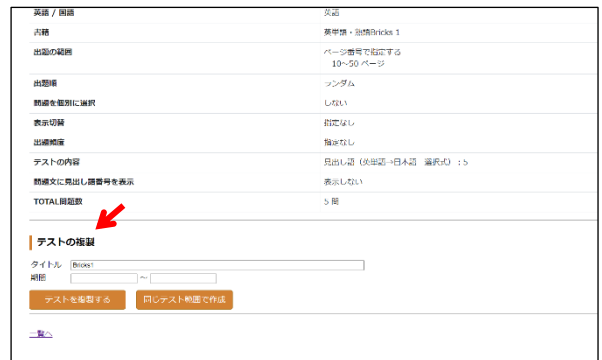 英語 / 国語 英語
書籍 英単語・熟語Bricks 1
出題の範囲 ページ番号で指定する
10～50 ページ
出題順 ランダム
問題を個別に選択 しない
表示切替 指定なし
出題頻度 指定なし
テストの内容 見出し語（英単語→日本語 選択式）: 5
問題文に見出し語番号を表示 表示しない
TOTAL問題数 5 問
テストの複製
タイトル Bricks1
期間 ～
テストを複製する 同じテスト範囲で作成
一覧へ